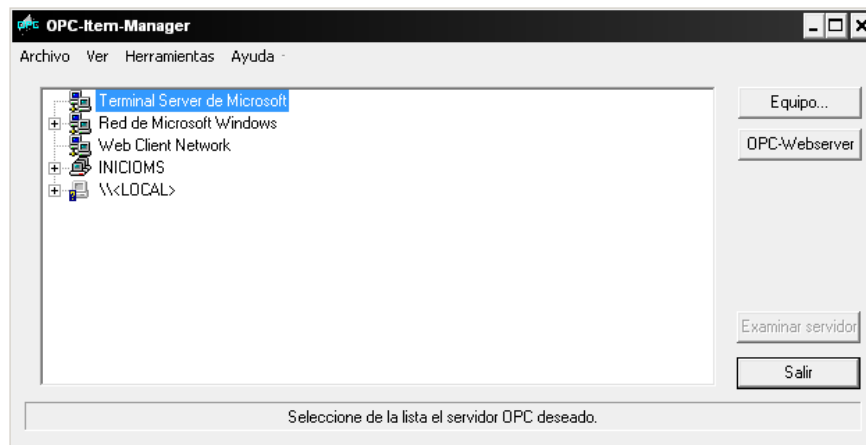 OPC-Item-Manager
Archivo Ver Herramientas Ayuda
Terminal Server de Microsoft
Red de Microsoft Windows
Web Client Network
INICIOMS
\\<LOCAL>
Equipo...
OPC-Webserver
Examinar servidor
Salir
Seleccione de la lista el servidor OPC deseado.